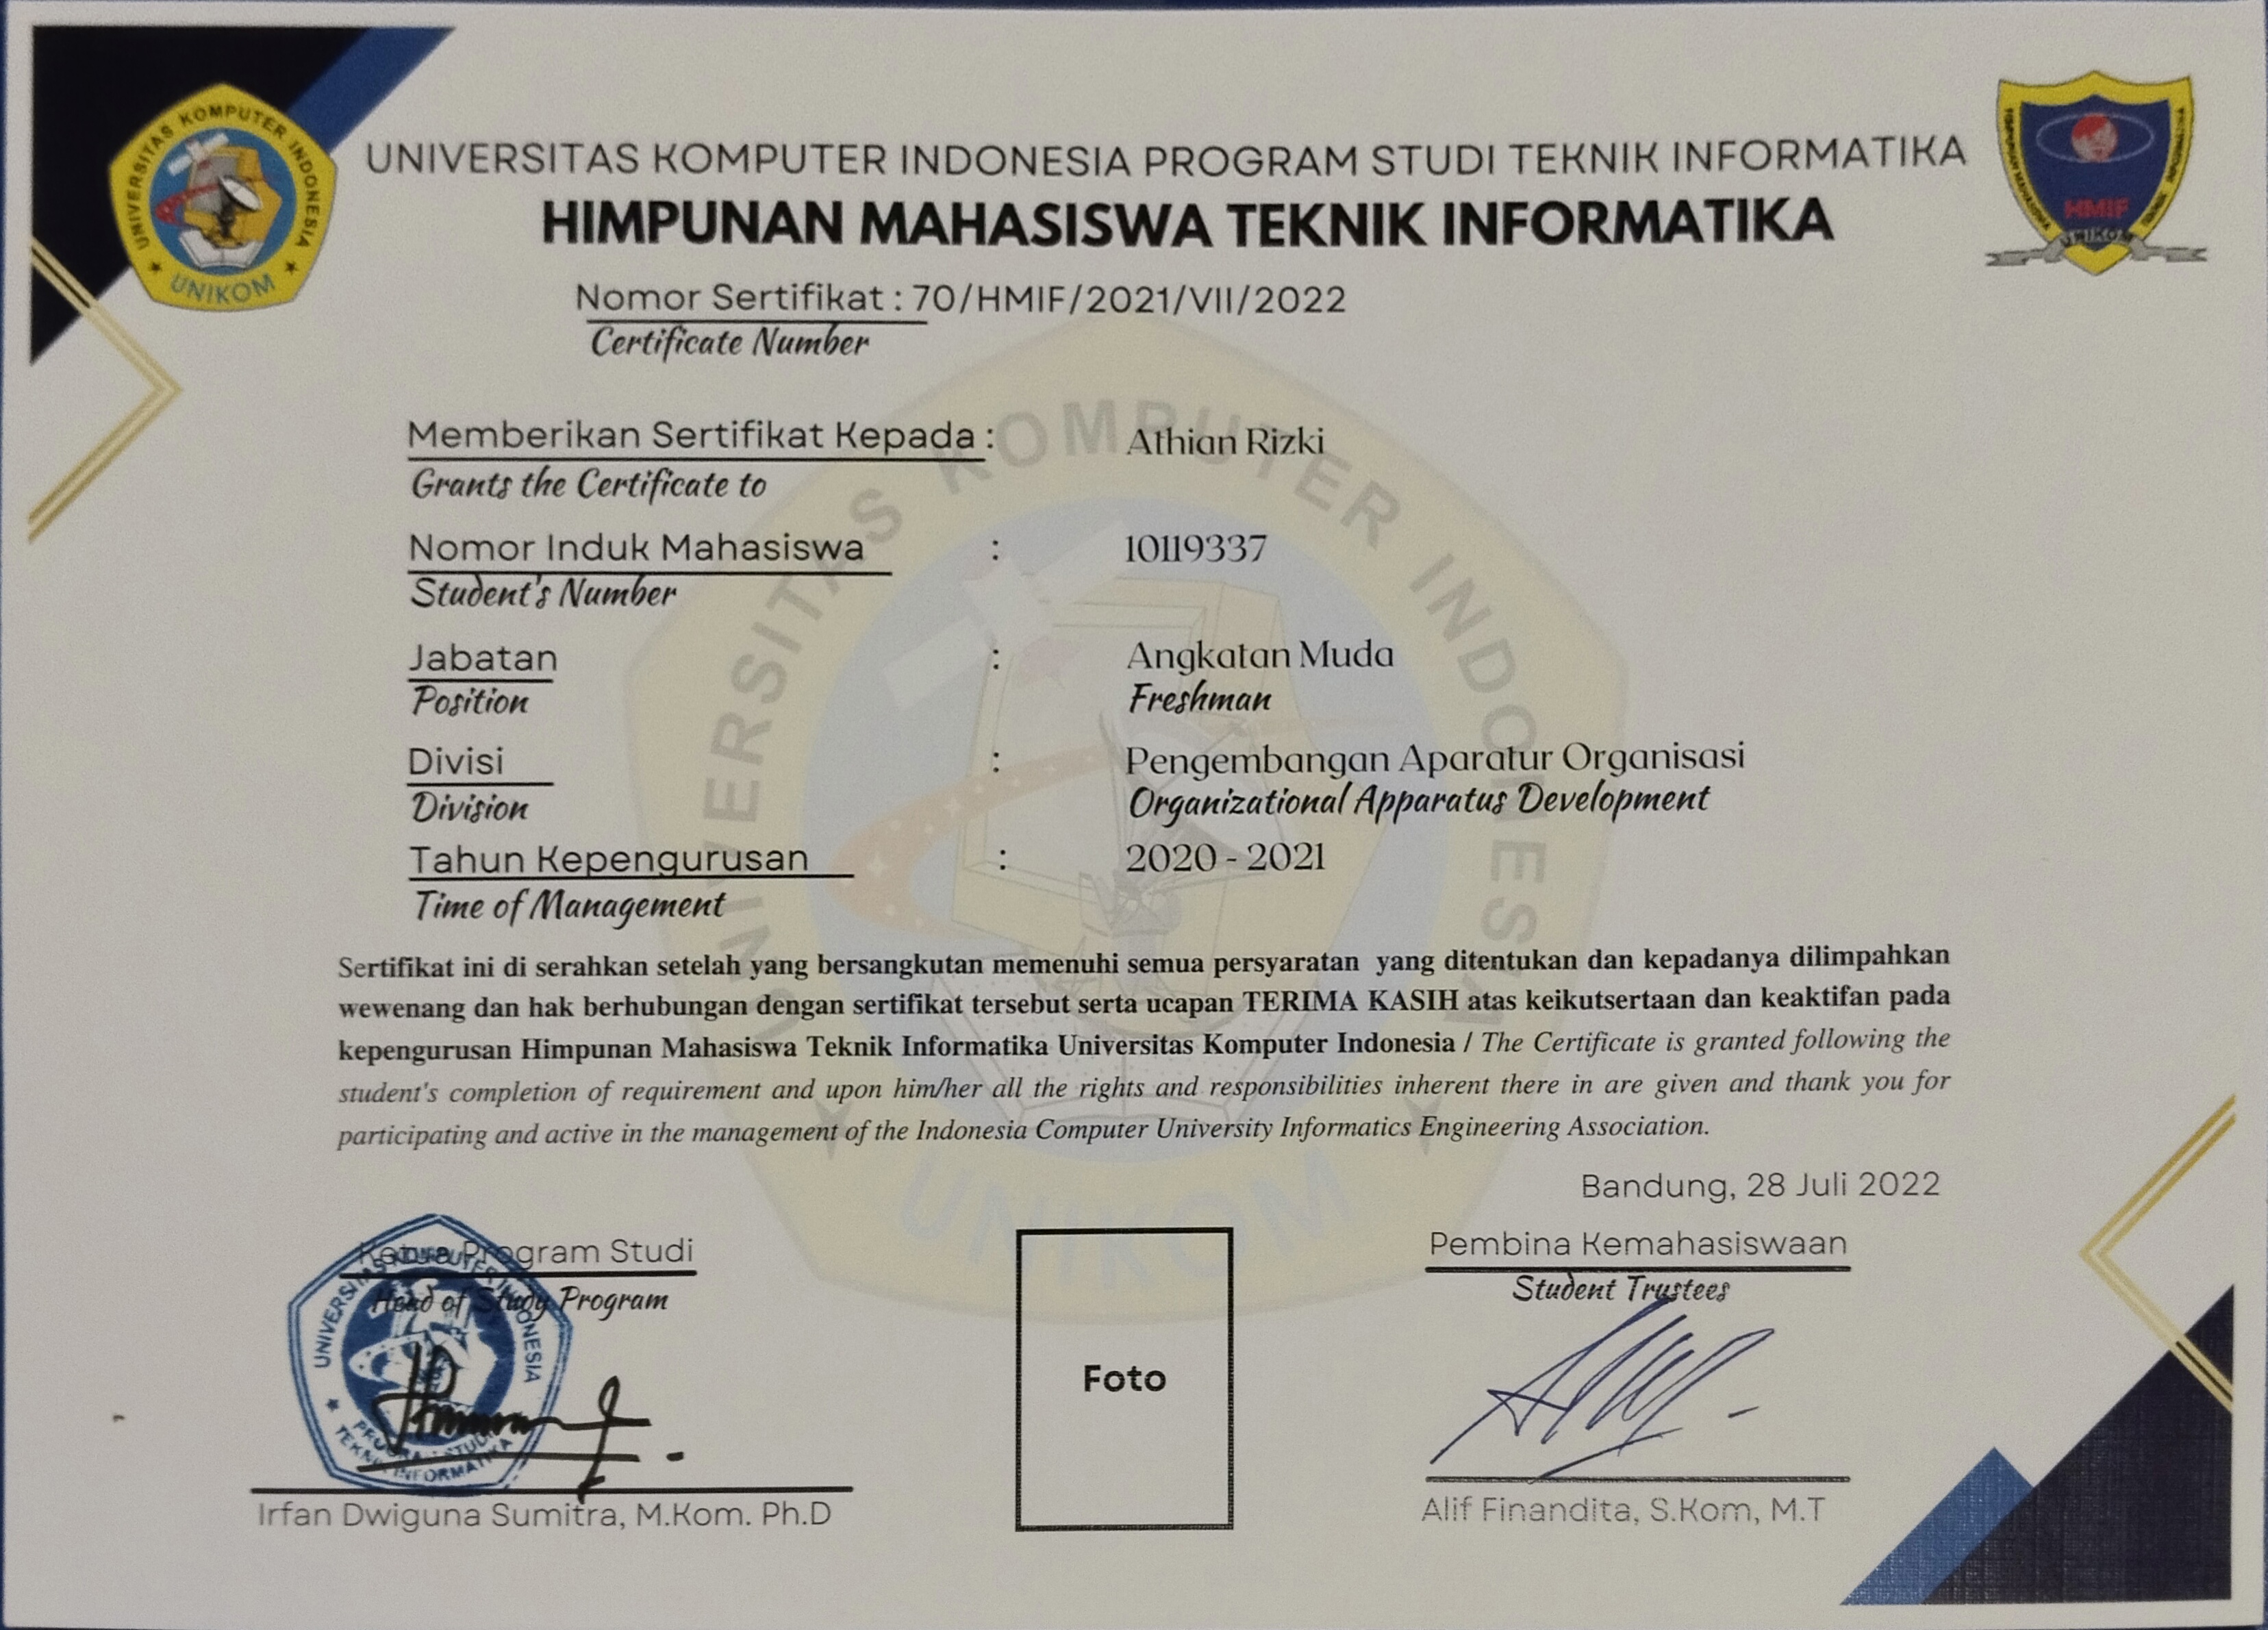 UNIVERSITAS KOMPUTER INDONESIA
UNIKOM
UNIVERSITAS KOMPUTER INDONESIA PROGRAM STUDI TEKNIK INFORMATIKA
HIMPUNAN MAHASISWA TEKNIK INFORMATIKA
HMIF
UNIKOM
Nomor Sertifikat : 70/HMIF/2021/VII/2022
Certificate Number
Memberikan Sertifikat Kepada : Athian Rizki
Grants the Certificate to
Nomor Induk Mahasiswa : 10119337
Student's Number
Jabatan : Angkatan Muda
Position Freshman
Divisi : Pengembangan Aparatur Organisasi
Division Organizational Apparatus Development
Tahun Kepengurusan : 2020 - 2021
Time of Management
Sertifikat ini di serahkan setelah yang bersangkutan memenuhi semua persyaratan yang ditentukan dan kepadanya dilimpahkan
wewenang dan hak berhubungan dengan sertifikat tersebut serta ucapan TERIMA KASIH atas keikutsertaan dan keaktifan pada
kepengurusan Himpunan Mahasiswa Teknik Informatika Universitas Komputer Indonesia / The Certificate is granted following the
student's completion of requirement and upon him/her all the rights and responsibilities inherent there in are given and thank you for
participating and active in the management of the Indonesia Computer University Informatics Engineering Association.
UNIVERSITAS KOMPUTER INDONESIA
UNIKOM
Bandung, 28 Juli 2022
Ketua Program Studi
Head of Study Program
UNIVERSITAS KOMPUTER INDONESIA
PROGRAM STUDI
TEKNIK INFORMATIKA
Irfan Dwiguna Sumitra, M.Kom. Ph.D
Foto
Pembina Kemahasiswaan
Student Trustees
Alif Finandita, S.Kom, M.T